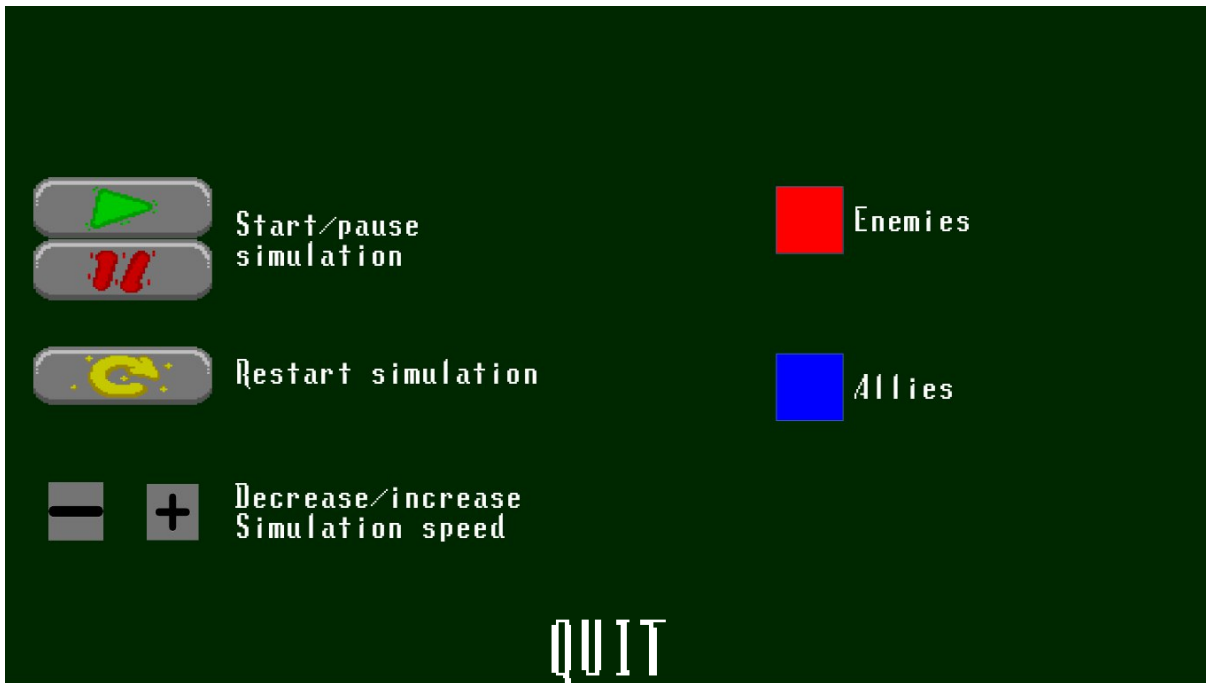 Start/pause
simulation
Enemies
Restart simulation
Allies
Decrease/increase
Simulation speed
QUIT